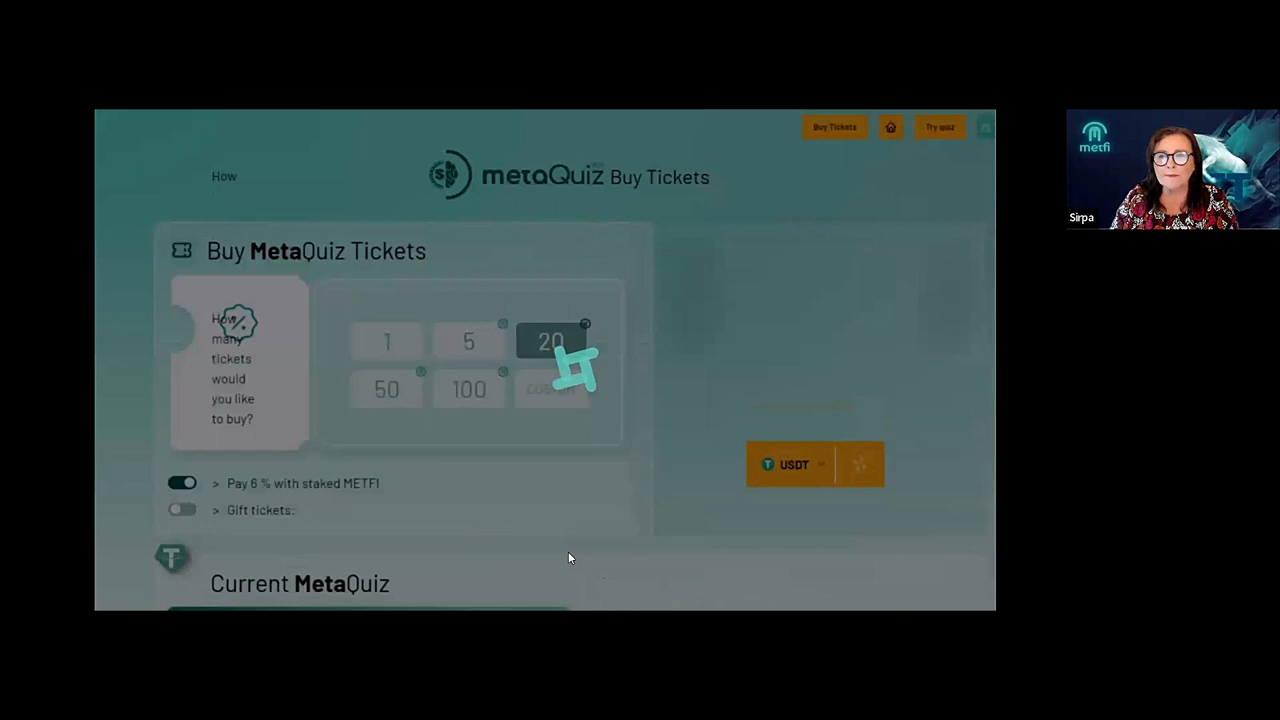 Buy Tickets
Try quiz
How
metaQuiz Buy Tickets
metfi
Sirpa
Buy MetaQuiz Tickets
How
many
tickets
would
you like
to buy?
1
5
20
50
100
USDT
> Pay 6 % with staked METFI
> Gift tickets:
Current MetaQuiz